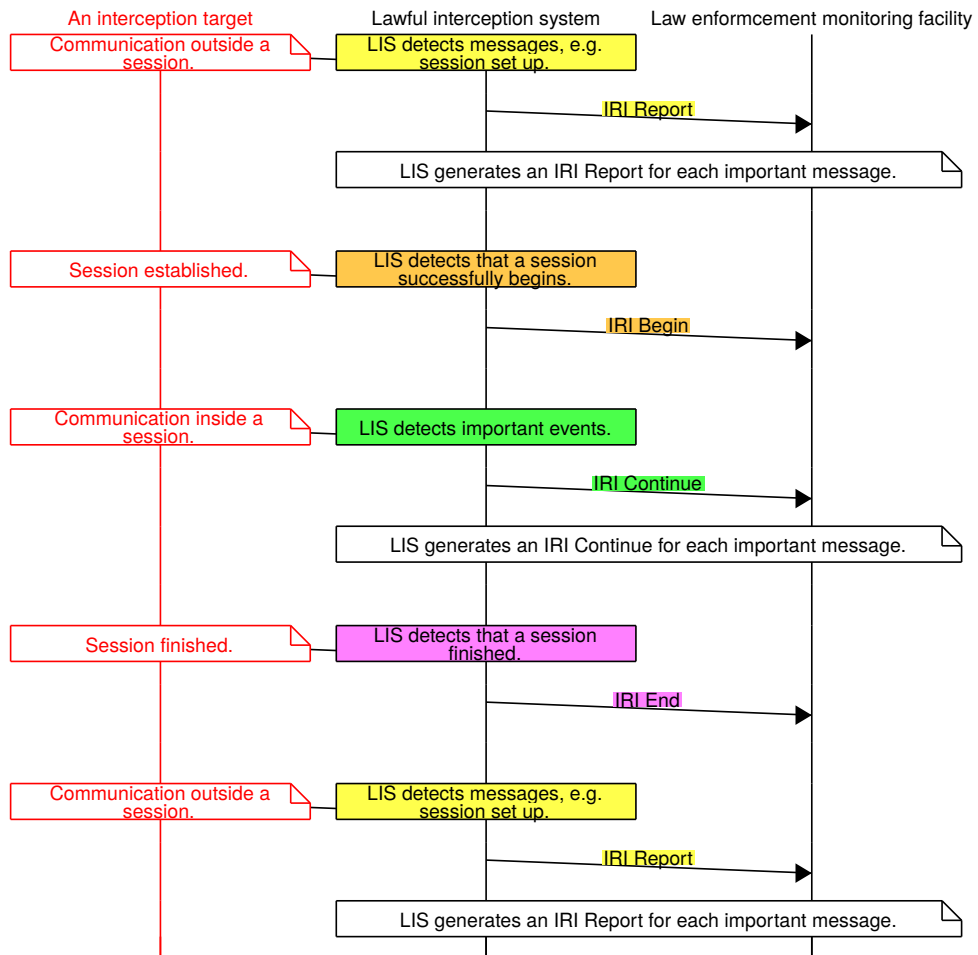 An interception target
Lawful interception system
Law enformcement monitoring facility
Communication outside a
session.
LIS detects messages, e.g.
session set up.
IRI Report
LIS generates an IRI Report for each important message.
Session established.
LIS detects that a session
successfully begins.
IRI Begin
Communication inside a
session.
LIS detects important events.
IRI Continue
LIS generates an IRI Continue for each important message.
Session finished.
LIS detects that a session
finished.
IRI End
Communication outside a
session.
LIS detects messages, e.g.
session set up.
IRI Report
LIS generates an IRI Report for each important message.